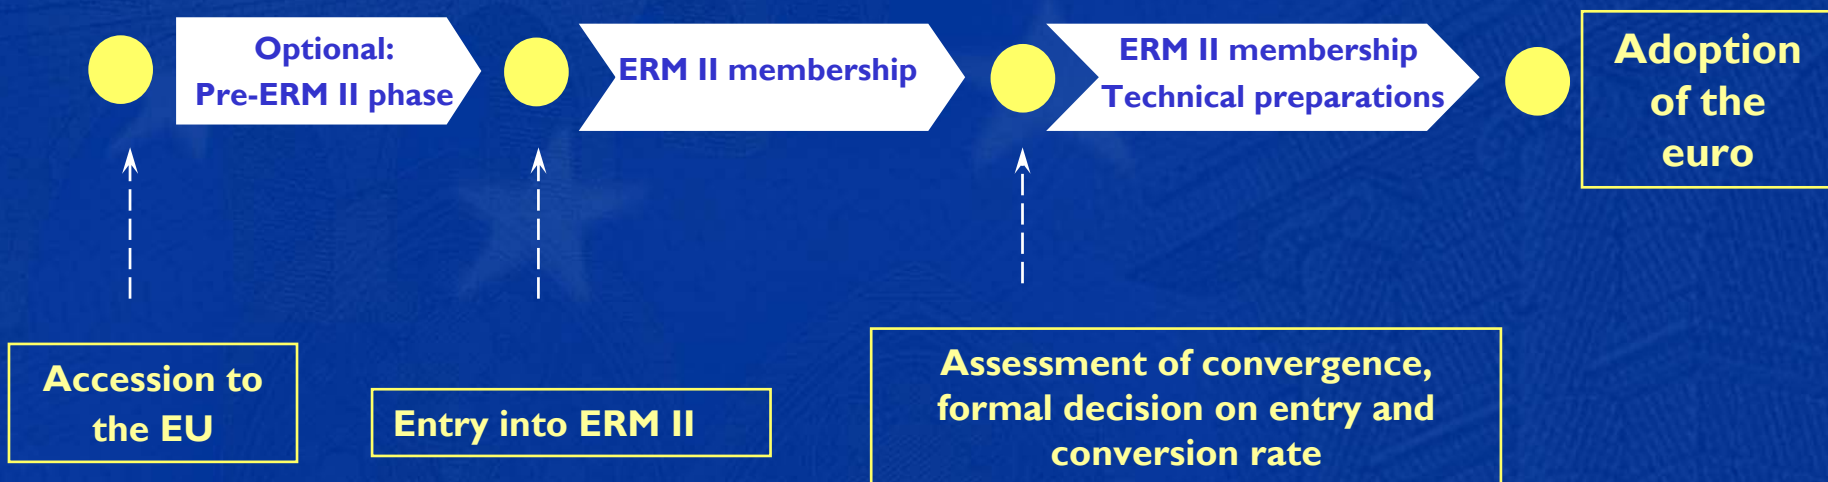 Optional:
Pre-ERM II phase
ERM II membership
ERM II membership
Technical preparations
Adoption
of the
euro
Accession to
the EU
Entry into ERM II
Assessment of convergence,
formal decision on entry and
conversion rate